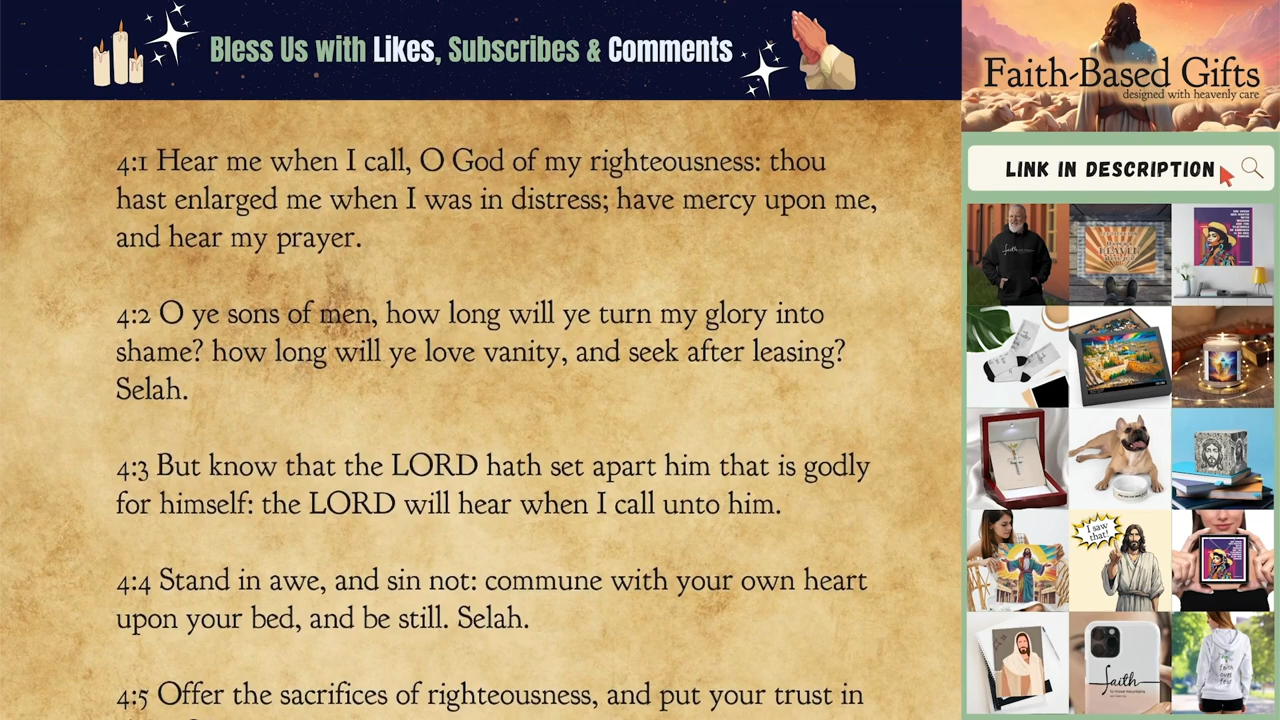 Bless Us with Likes, Subscribes & Comments
4:1 Hear me when I call, O God of my righteousness: thou
hast enlarged me when I was in distress; have mercy upon me,
and hear my prayer.
4:2 O ye sons of men, how long will ye turn my glory into
shame? how long will ye love vanity, and seek after leasing?
Selah.
4:3 But know that the LORD hath set apart him that is godly
for himself: the LORD will hear when I call unto him.
4:4 Stand in awe, and sin not: commune with your own heart
upon your bed, and be still. Selah.
4:5 Offer the sacrifices of righteousness, and put your trust in
Faith-Based Gifts
designed with heavenly care
LINK IN DESCRIPTION
faith
I saw
that!
faith
faith
over
fear